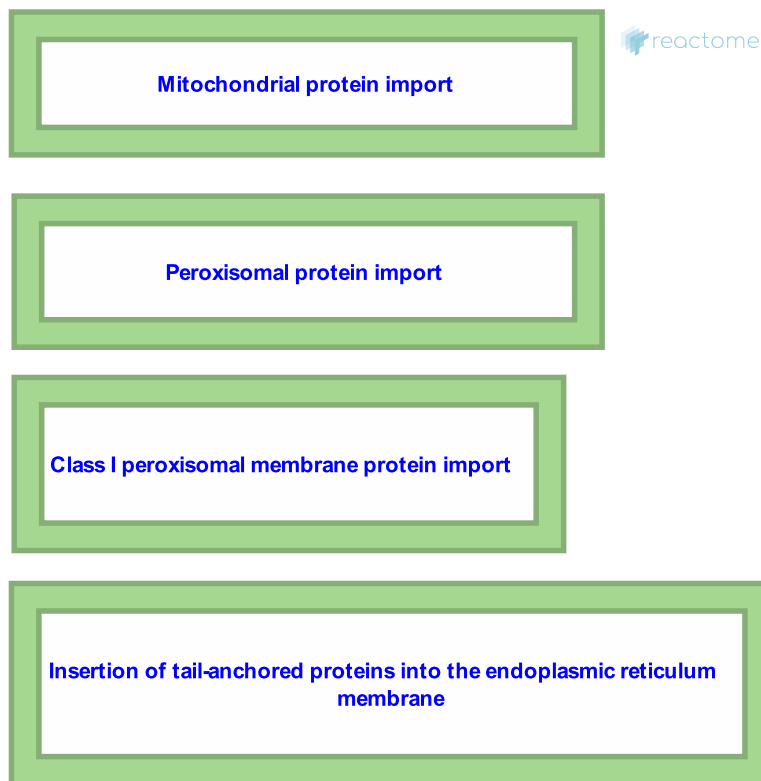 Mitochondrial protein import
reactome
Peroxisomal protein import
Class I peroxisomal membrane protein import
Insertion of tail-anchored proteins into the endoplasmic reticulum
membrane